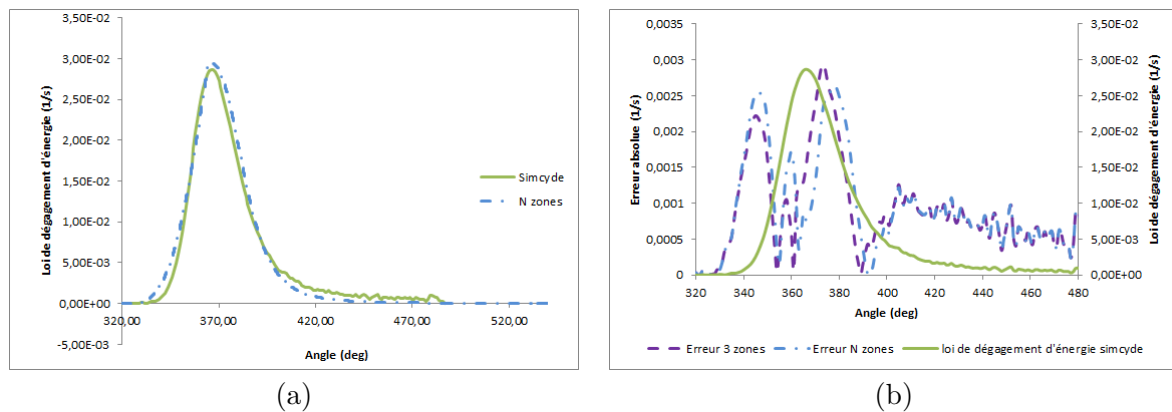 3,50E-02
3,00E-02
2,50E-02
2,00E-02
1,50E-02
1,00E-02
5,00E-03
0,00E+00
-5,00E-03
Loi de dégagement d'énergie (1/s)
320,00 370,00 420,00 470,00 520,00
Angle (deg)
Simcyde
N zones
(a)
0,0035
0,003
0,0025
0,002
0,0015
0,001
0,0005
0
Erreur absolue (1/s)
3,50E-02
3,00E-02
2,50E-02
2,00E-02
1,50E-02
1,00E-02
5,00E-03
0,00E+00
Loi de dégagement d'énergie (1/s)
320 340 360 380 400 420 440 460 480
Angle (deg)
Erreur 3 zones Erreur N zones loi de dégagement d'énergie simcyde
(b)